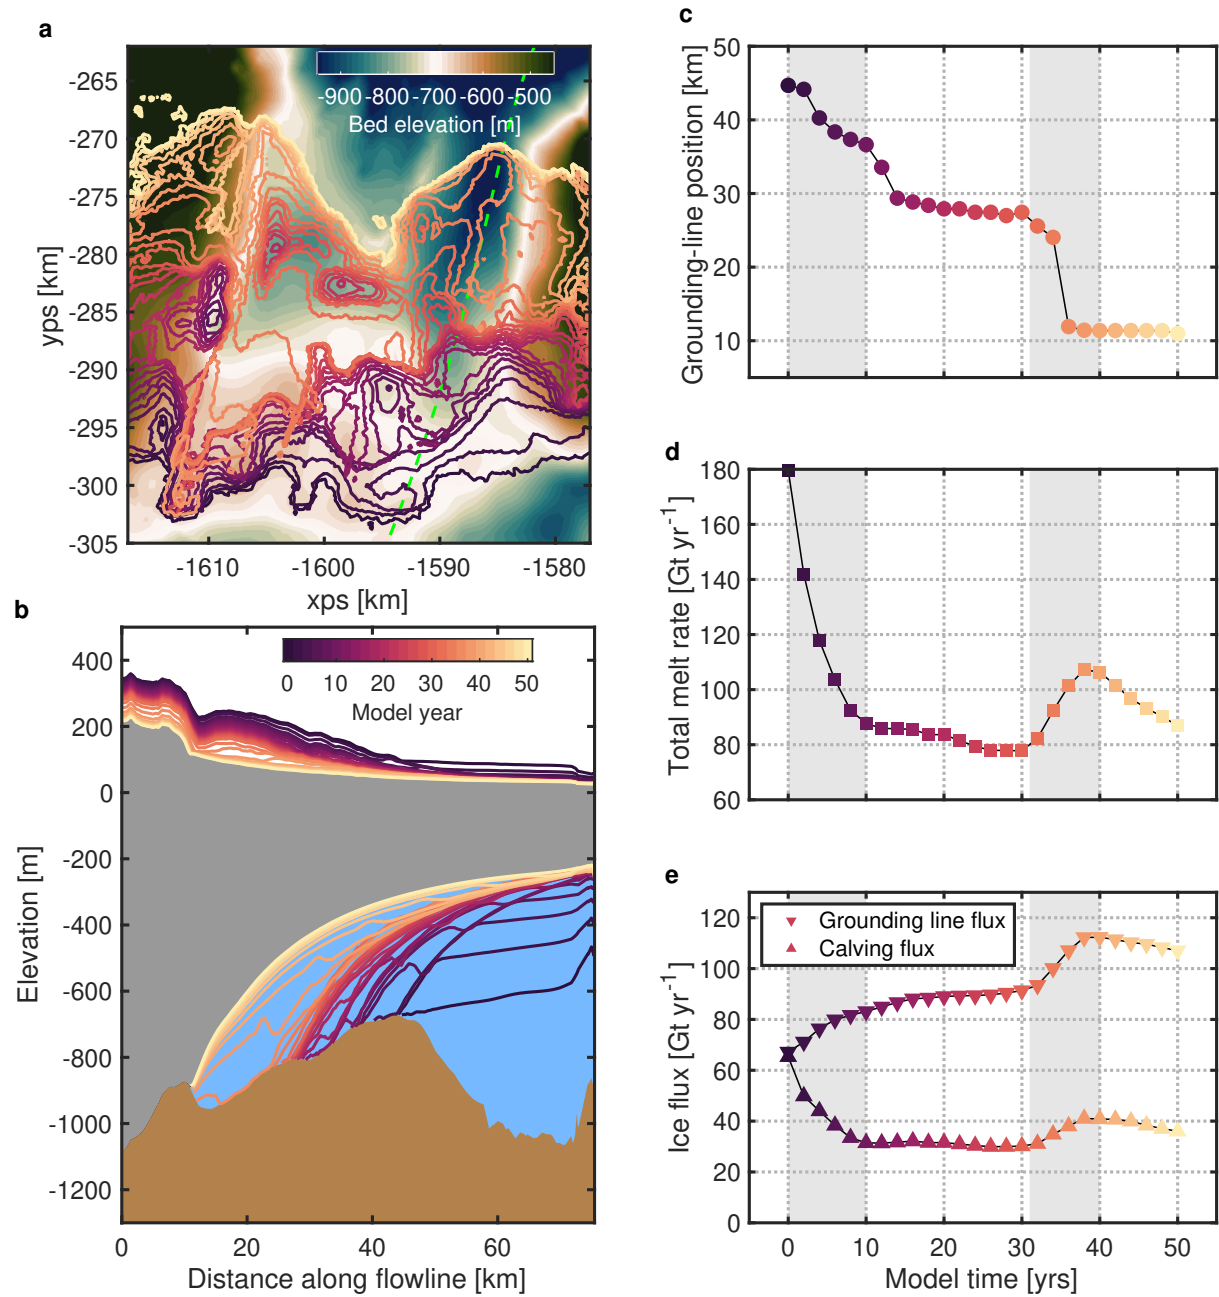 a
-265
-270
-275
-280
-285
-290
-295
-300
-305
yps [km]
-900 -800 -700 -600 -500
Bed elevation [m]
-1610 -1600 -1590 -1580
xps [km]
b
400
200
0
-200
-400
-600
-800
-1000
-1200
Elevation [m]
0 10 20 30 40 50
Model year
0 20 40 60
Distance along flowline [km]
c
50
40
30
20
10
Grounding-line position [km]
d
180
160
140
120
100
80
60
Total melt rate [Gt yr-1]
e
120
100
80
60
40
20
0
Ice flux [Gt yr-1]
Grounding line flux
Calving flux
0 10 20 30 40 50
Model time [yrs]